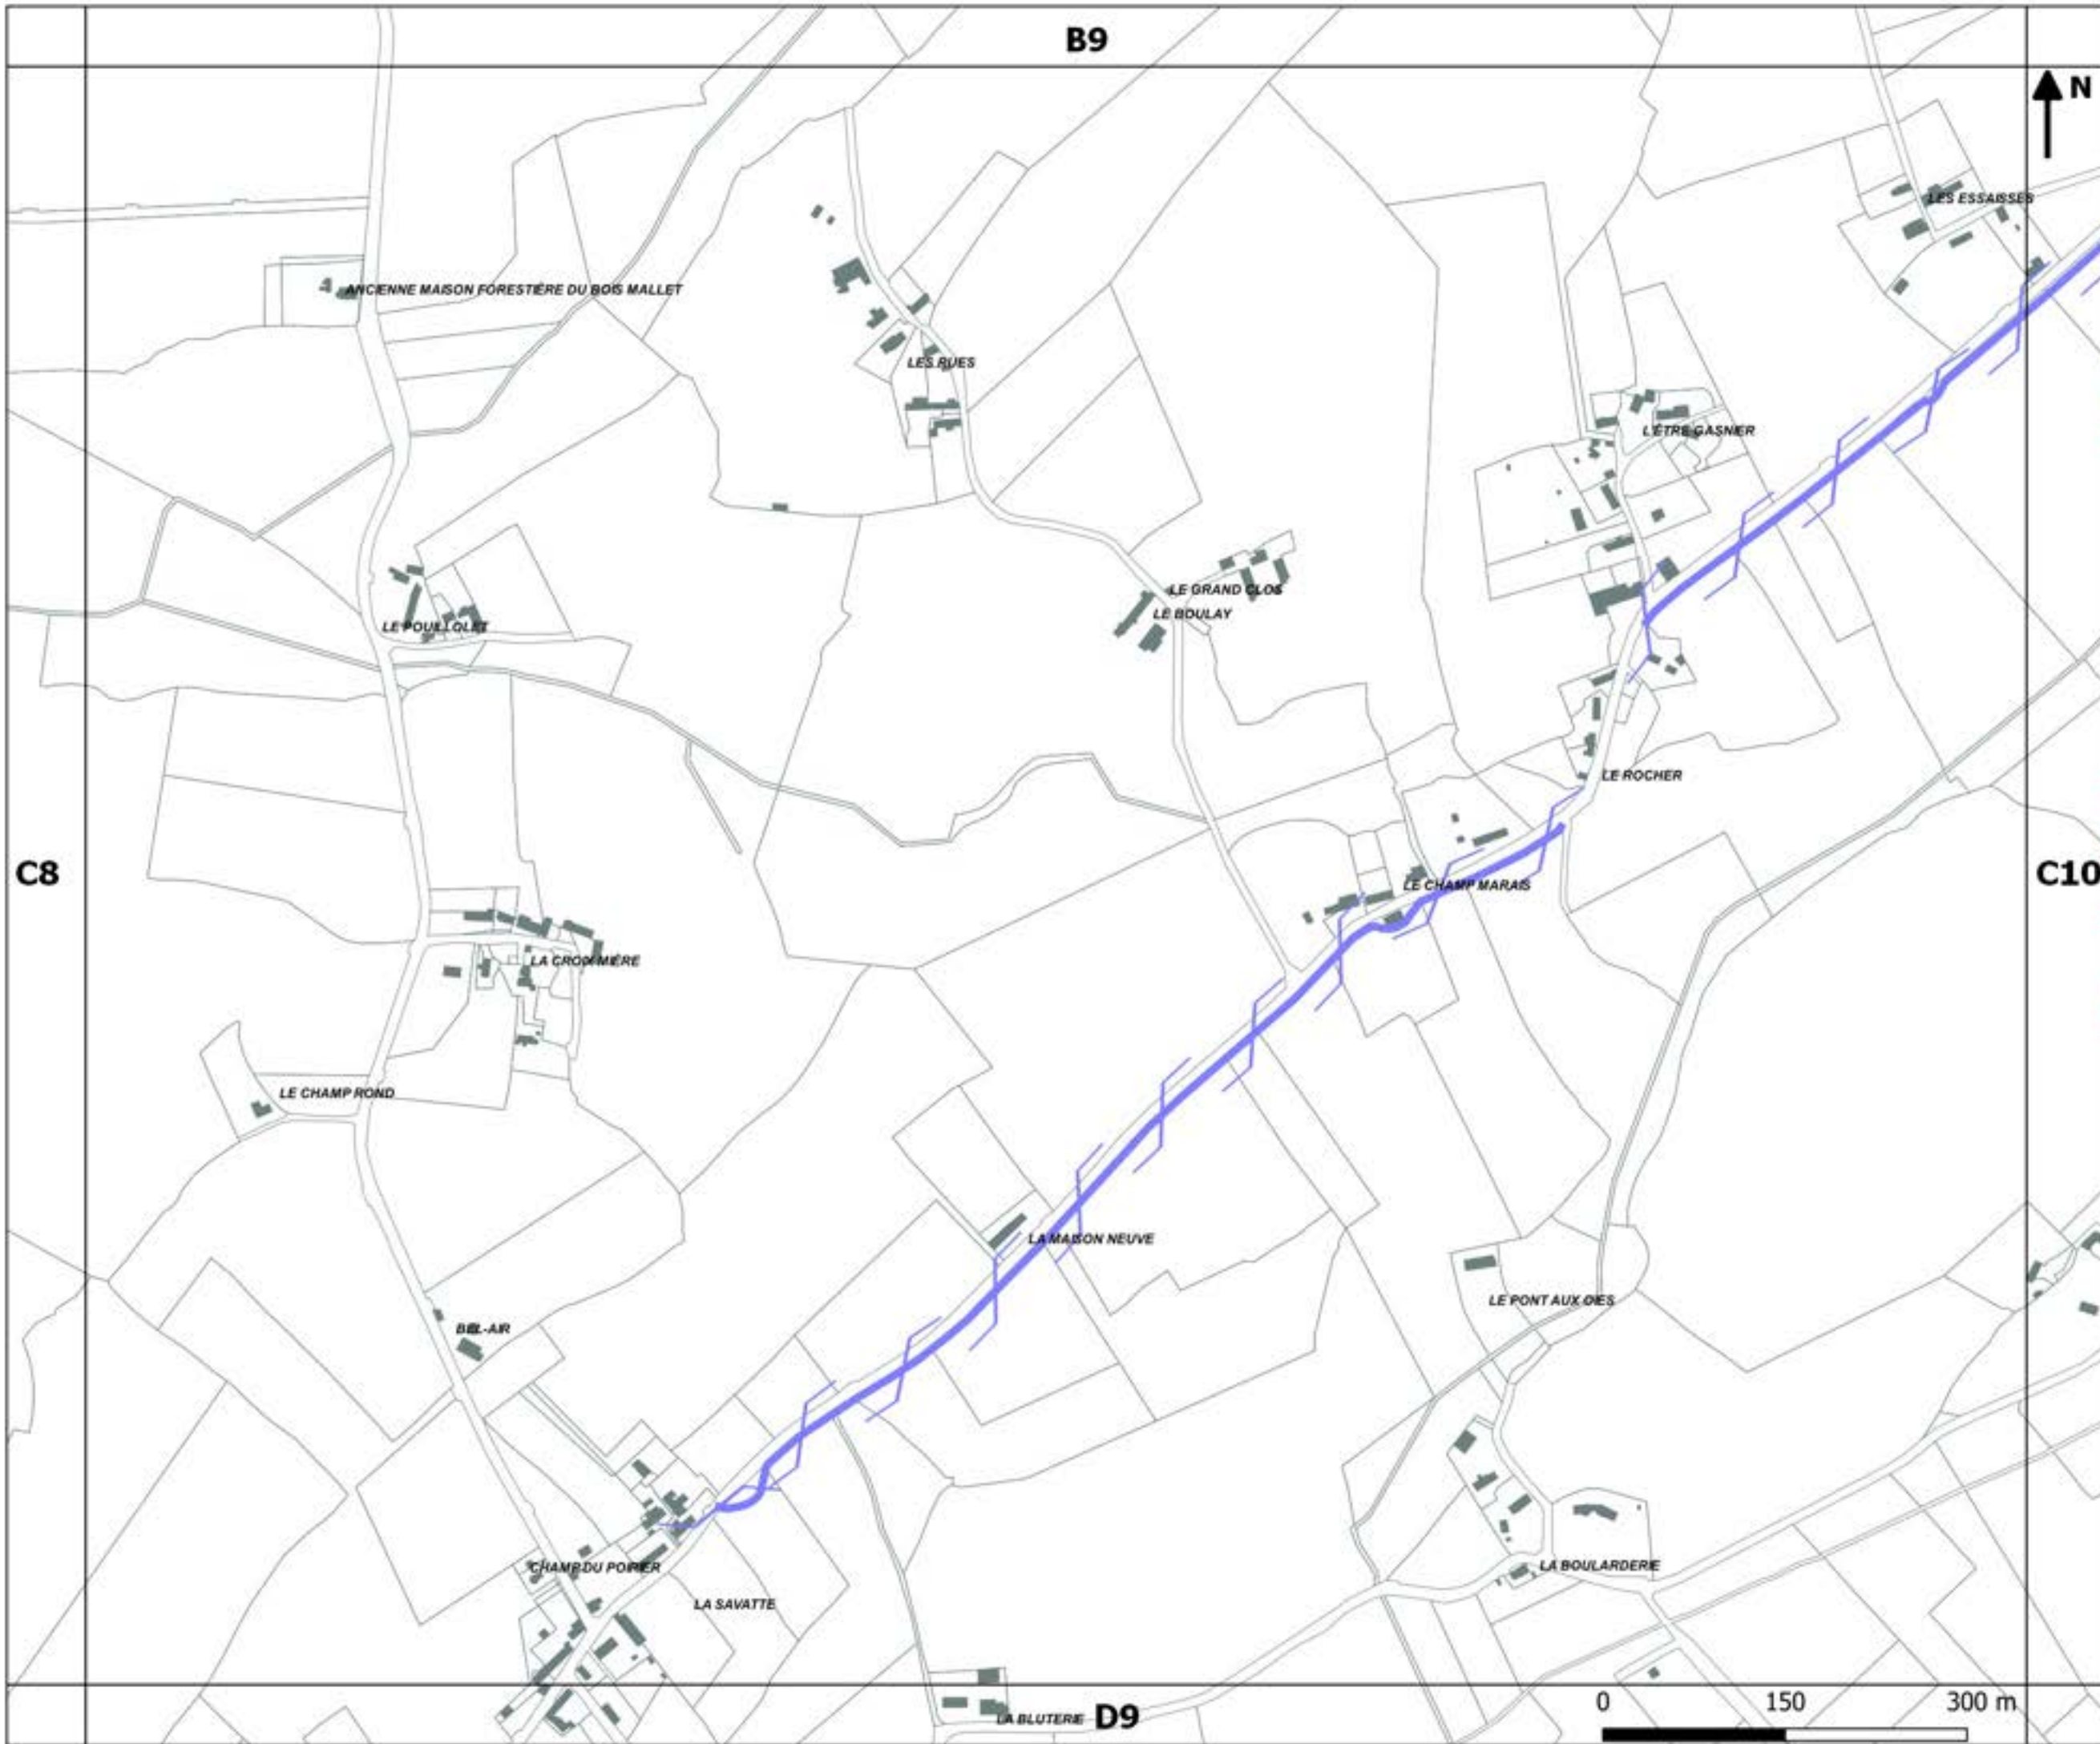 B9
N
LES ESSAISSES
ANCIENNE MAISON FORESTIÈRE DU BOIS MALLET
LES RUES
L'ÊTRE GASNIER
LE GRAND CLOS
LE BOULAY
LE POUILLOLET
LE ROCHER
C8
C10
LE CHAMP MARAIS
LA CROIX MIÈRE
LE CHAMP ROND
LA MAISON NEUVE
LE PONT AUX OIES
BEL-AIR
LA BOULARDERIE
CHAMP DU POIRIER
LA SAVATTE
0 150 300 m
LA BLUTERIE
D9